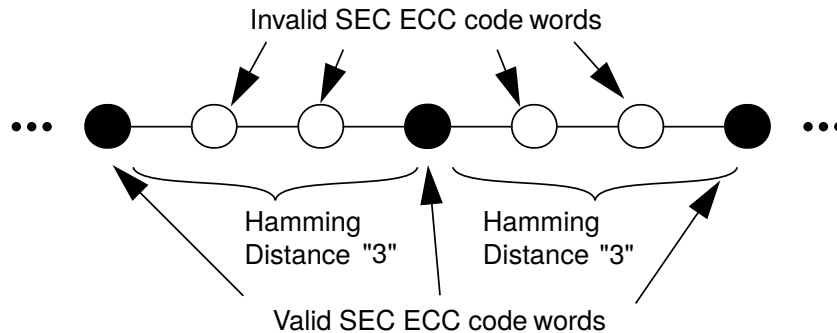 Invalid SEC ECC code words
••• •••
Hamming Hamming
Distance "3" Distance "3"
Valid SEC ECC code words